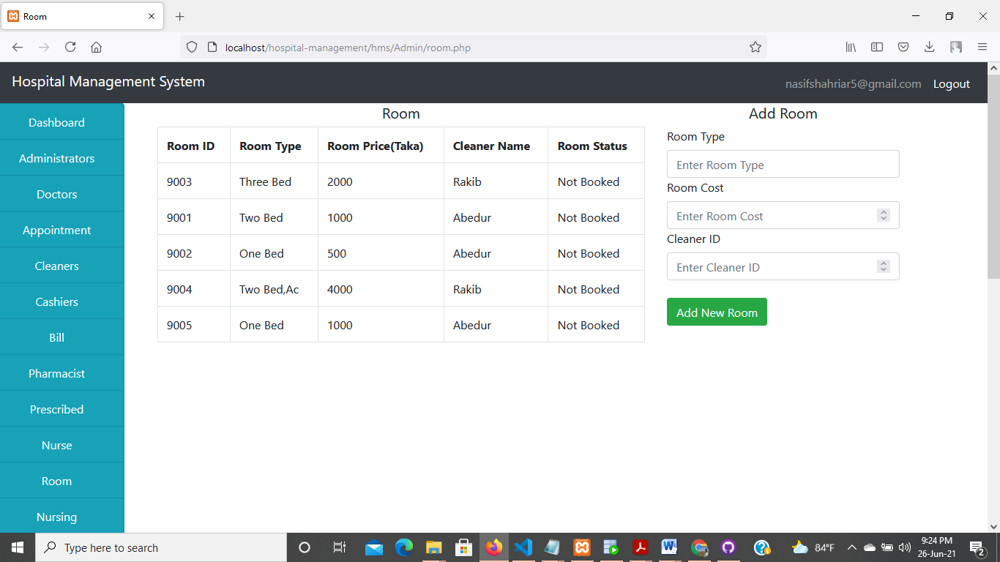 Room
localhost/hospital-management/hms/Admin/room.php
Hospital Management System
nasifshahriar5@gmail.com Logout
Dashboard
Administrators
Doctors
Appointment
Cleaners
Cashiers
Bill
Pharmacist
Prescribed
Nurse
Room
Nursing
Room
Room ID Room Type Room Price(Taka) Cleaner Name Room Status
9003 Three Bed 2000 Rakib Not Booked
9001 Two Bed 1000 Abedur Not Booked
9002 One Bed 500 Abedur Not Booked
9004 Two Bed,Ac 4000 Rakib Not Booked
9005 One Bed 1000 Abedur Not Booked
Add Room
Room Type
Enter Room Type
Room Cost
Enter Room Cost
Cleaner ID
Enter Cleaner ID
Add New Room
Type here to search
84°F
9:24 PM
26-Jun-21
2